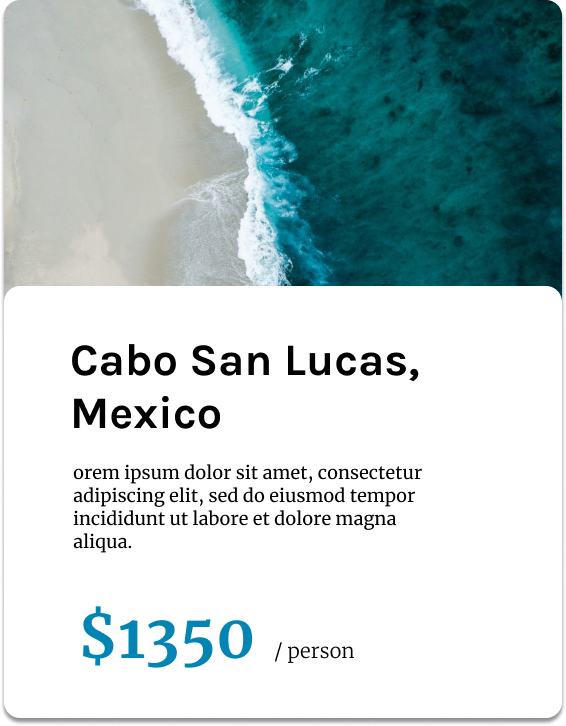 Cabo San Lucas,
Mexico
orem ipsum dolor sit amet, consectetur
adipiscing elit, sed do eiusmod tempor
incididunt ut labore et dolore magna
aliqua.
$1350 / person